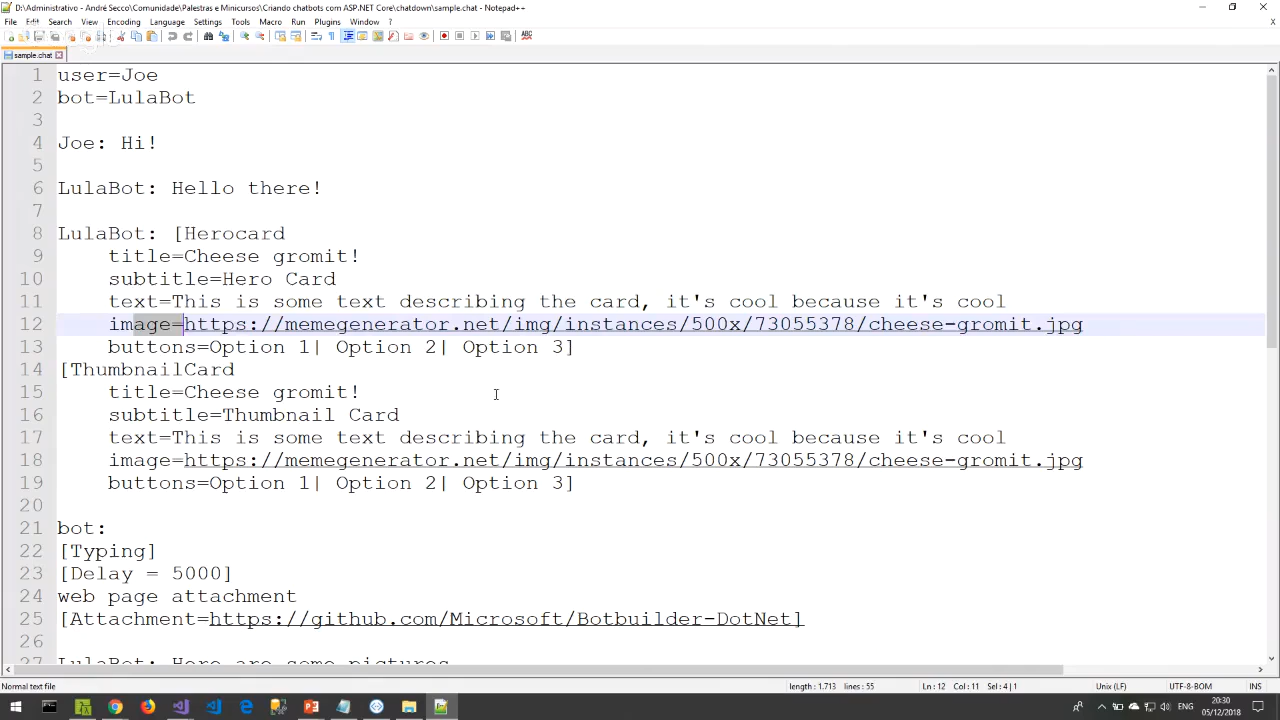 D:\Administrativo - André Secco\Comunidade\Palestras e Minicursos\Criando chatbots com ASP.NET Core\chatdown\sample.chat - Notepad++
File Edit Search View Encoding Language Settings Tools Macro Run Plugins Window ?
X
sample.chat
1 user=Joe
2 bot=LulaBot
3
4 Joe: Hi!
5
6 LulaBot: Hello there!
7
8 LulaBot: [Herocard
9 title=Cheese gromit!
10 subtitle=Hero Card
11 text=This is some text describing the card, it's cool because it's cool
12 image=https://memegenerator.net/img/instances/500x/73055378/cheese-gromit.jpg
13 buttons=Option 1| Option 2| Option 3]
14 [ThumbnailCard
15 title=Cheese gromit!
16 subtitle=Thumbnail Card
17 text=This is some text describing the card, it's cool because it's cool
18 image=https://memegenerator.net/img/instances/500x/73055378/cheese-gromit.jpg
19 buttons=Option 1| Option 2| Option 3]
20
21 bot:
22 [Typing]
23 [Delay = 5000]
24 web page attachment
25 [Attachment=https://github.com/Microsoft/Botbuilder-DotNet]
26
27 LulaBot: Here are some pictures
Normal text file length : 1.713 lines : 55 Ln : 12 Col : 11 Sel : 4 | 1 Unix (LF) UTF-8-BOM INS
ENG 20:30
05/12/2018